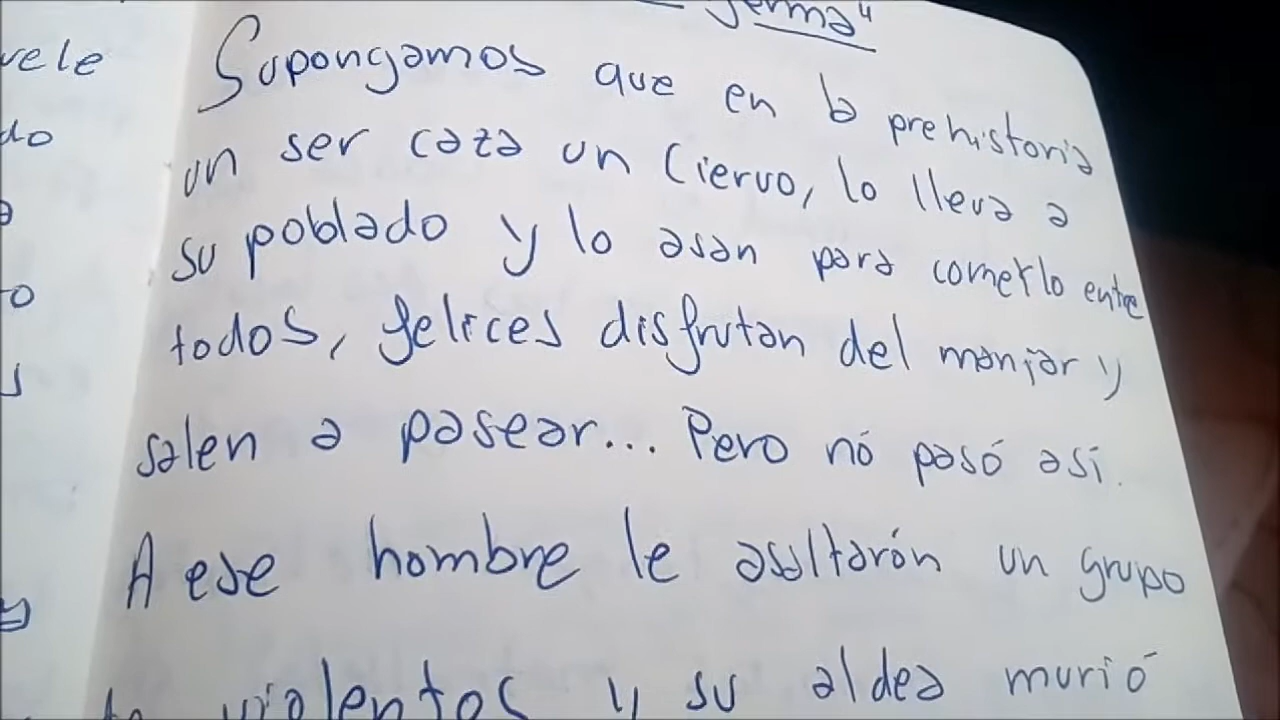 Supongamos que en la prehistoria
un ser caza un Ciervo, lo lleva a
su poblado y lo asan para comerlo entre
todos, felices disfrutan del manjar y
salen a pasear... Pero nó pasó así.
A ese hombre le asaltarón un grupo
violentos y su aldea murió
vele
do